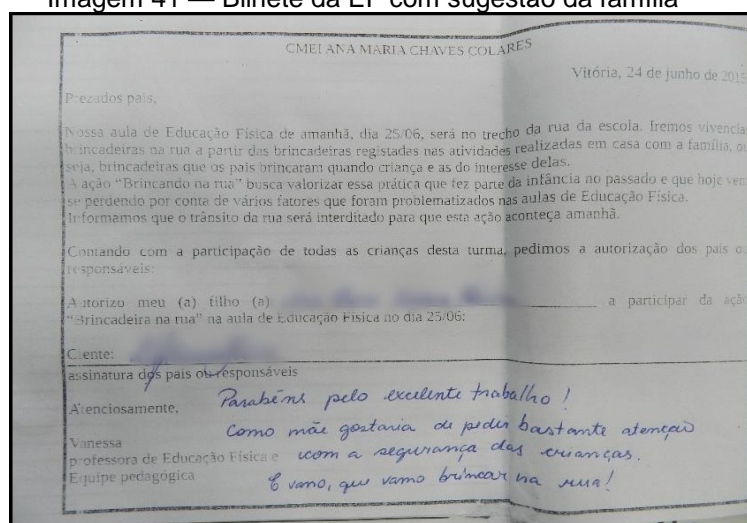 Imagem 41 — Bilhete da EF com sugestão da família
CMEI ANA MARIA CHAVES COLARES
Vitória, 24 de junho de 2015
Prezados pais,
Nossa aula de Educação Física de amanhã, dia 25/06, será no trecho da rua da escola. Iremos vivenciar
brincadeiras na rua a partir das brincadeiras registadas nas atividades realizadas em casa com a família, ou
seja, brincadeiras que os pais brincaram quando criança e as do interesse delas.
A ação "Brincando na rua" busca valorizar essa prática que fez parte da infância no passado e que hoje vem
se perdendo por conta de vários fatores que foram problematizados nas aulas de Educação Física.
Informamos que o trânsito da rua será interditado para que esta ação aconteça amanhã.
Contando com a participação de todas as crianças desta turma, pedimos a autorização dos pais ou
responsáveis:
Autorizo meu (a) filho (a) a participar da ação
"Brincadeira na rua" na aula de Educação Física no dia 25/06:
Ciente:
assinatura dos pais ou responsáveis
Atenciosamente,
Parabéns pelo excelente trabalho!
Como mãe gostaria de pedir bastante atenção
Vanessa
professora de Educação Física e
com a segurança das crianças.
Equipe pedagógica
E vamo, que vamo brincar na rua!